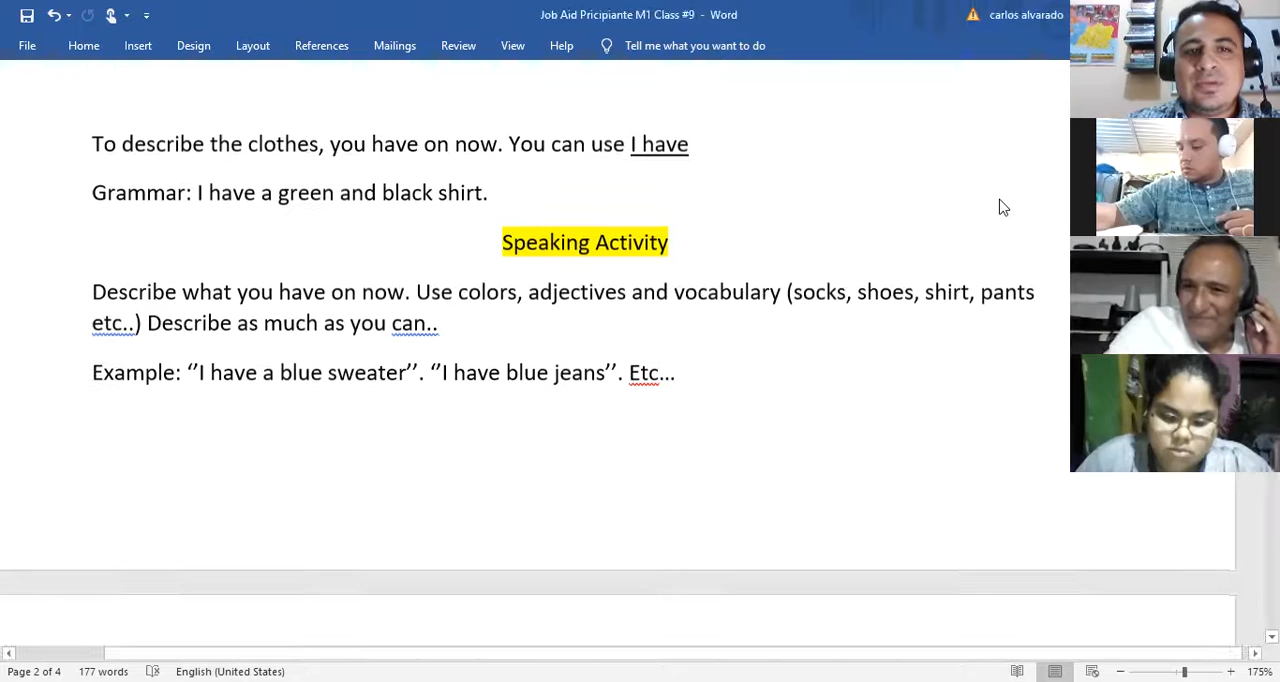 Job Aid Pricipiante M1 Class #9 - Word
carlos alvarado
File Home Insert Design Layout References Mailings Review View Help Tell me what you want to do
To describe the clothes, you have on now. You can use I have
Grammar: I have a green and black shirt.
Speaking Activity
Describe what you have on now. Use colors, adjectives and vocabulary (socks, shoes, shirt, pants
etc..) Describe as much as you can..
Example: ‘’I have a blue sweater’’. ‘’I have blue jeans’’. Etc…
Page 2 of 4 177 words English (United States) 175%